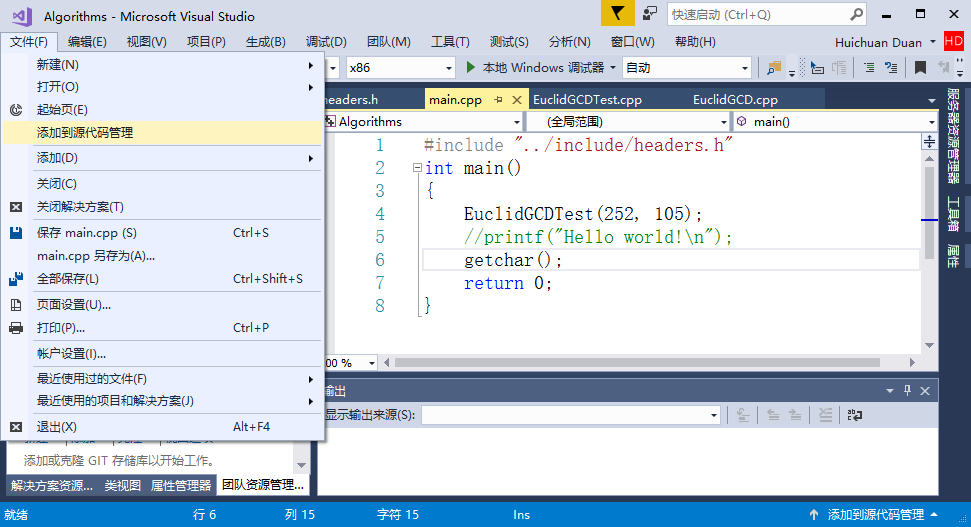 Algorithms - Microsoft Visual Studio
快速启动 (Ctrl+Q)
文件(F) 编辑(E) 视图(V) 项目(P) 生成(B) 调试(D) 团队(M) 工具(T) 测试(S) 分析(N) 窗口(W) 帮助(H) Huichuan Duan HD
x86 本地 Windows 调试器 自动
新建(N)
打开(O)
起始页(E)
添加到源代码管理
添加(D)
关闭(C)
关闭解决方案(T)
保存 main.cpp (S) Ctrl+S
main.cpp 另存为(A)...
全部保存(L) Ctrl+Shift+S
页面设置(U)...
打印(P)... Ctrl+P
帐户设置(I)...
最近使用过的文件(F)
最近使用的项目和解决方案(J)
退出(X) Alt+F4
headers.h main.cpp EuclidGCDTest.cpp EuclidGCD.cpp
Algorithms (全局范围) main()
1 #include "../include/headers.h"
2 int main()
3 {
4 EuclidGCDTest(252, 105);
5 //printf("Hello world!\n");
6 getchar();
7 return 0;
8 }
00 %
服务器资源管理器
工具箱
属性
输出
显示输出来源(S):
添加或克隆 GIT 存储库以开始工作。
解决方案资源... 类视图 属性管理器 团队资源管理...
就绪 行 6 列 15 字符 15 Ins 添加到源代码管理